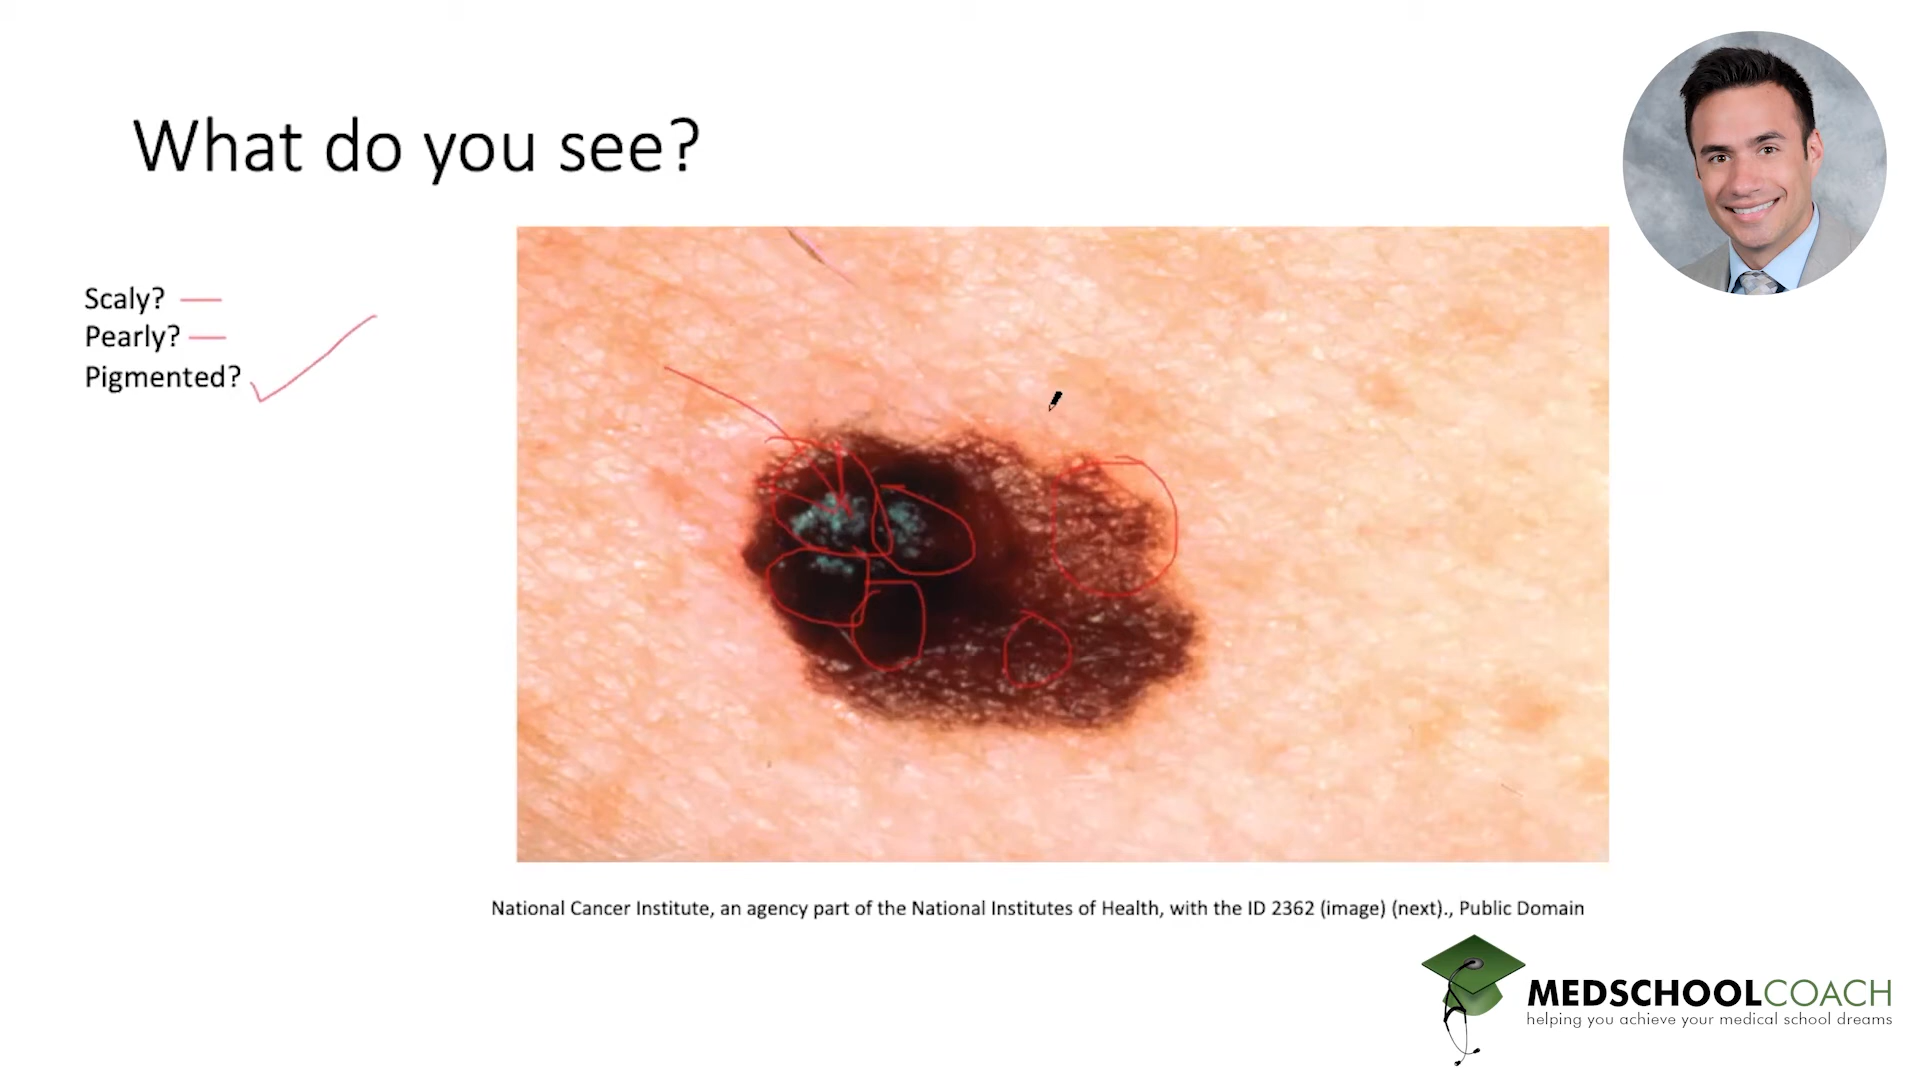 What do you see?
Scaly?
Pearly?
Pigmented?
National Cancer Institute, an agency part of the National Institutes of Health, with the ID 2362 (image) (next)., Public Domain
MEDSCHOOLCOACH
helping you achieve your medical school dreams